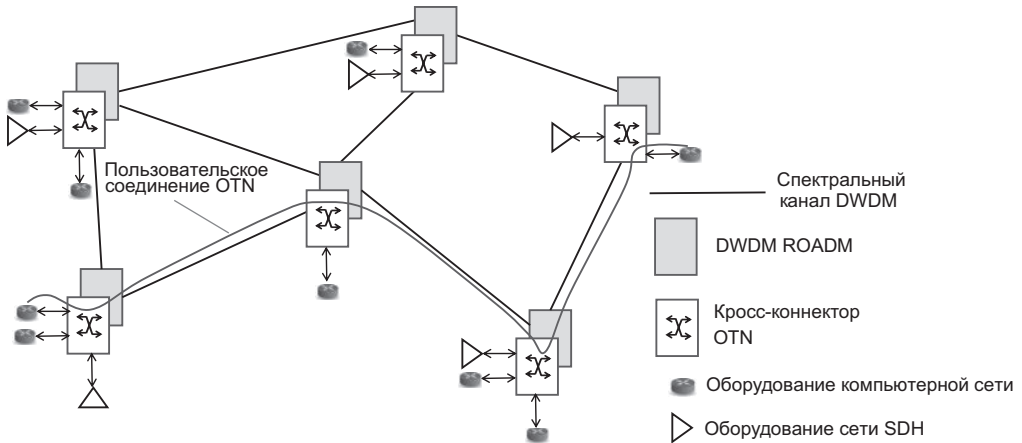 Пользовательское
соединение OTN
Спектральный
канал DWDM
DWDM ROADM
Кросс-коннектор
OTN
Оборудование компьютерной сети
Оборудование сети SDH